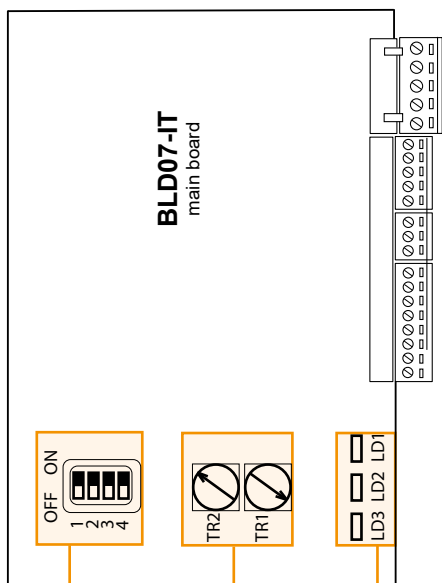 BLD07-IT
main board
OFF ON
1
2
3
4
TR2
TR1
LD3
LD2
LD1